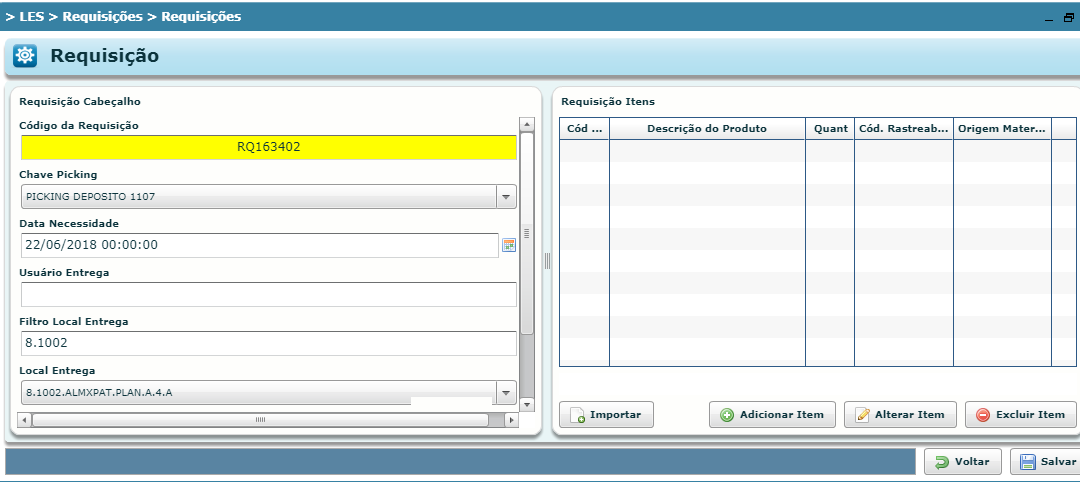 > LES > Requisições > Requisições
Requisição
Requisição Cabeçalho
Código da Requisição
RQ163402
Chave Picking
PICKING DEPOSITO 1107
Data Necessidade
22/06/2018 00:00:00
Usuário Entrega
Filtro Local Entrega
8.1002
Local Entrega
8.1002.ALMXPAT.PLAN.A.4.A
Requisição Itens
Cód ... Descrição do Produto Quant Cód. Rastreab... Origem Mater...
Importar Adicionar Item Alterar Item Excluir Item
Voltar Salvar